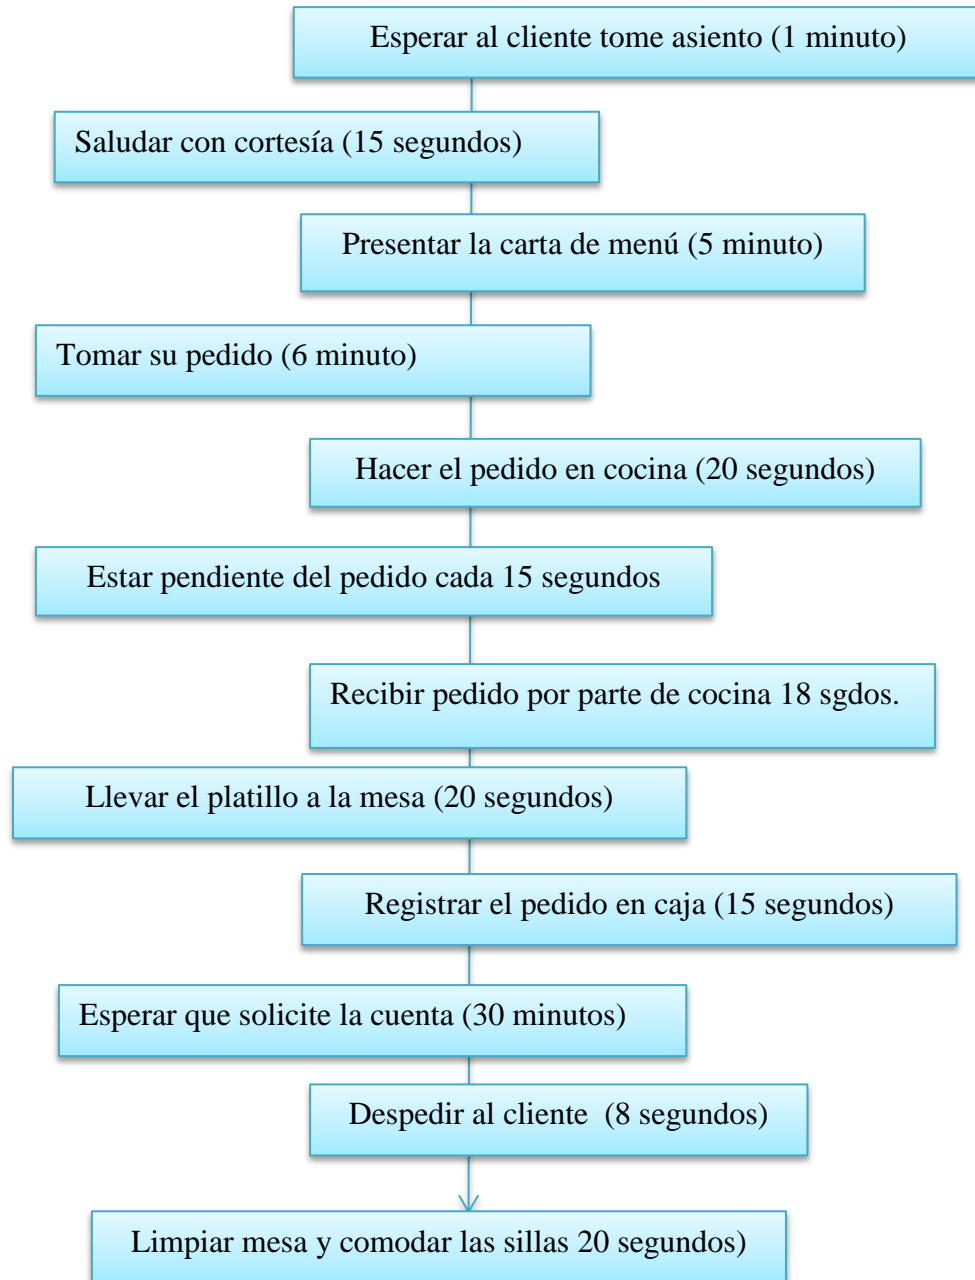 Esperar al cliente tome asiento (1 minuto)
Saludar con cortesía (15 segundos)
Presentar la carta de menú (5 minuto)
Tomar su pedido (6 minuto)
Hacer el pedido en cocina (20 segundos)
Estar pendiente del pedido cada 15 segundos
Recibir pedido por parte de cocina 18 sgdos.
Llevar el platillo a la mesa (20 segundos)
Registrar el pedido en caja (15 segundos)
Esperar que solicite la cuenta (30 minutos)
Despedir al cliente  (8 segundos)
Limpiar mesa y comodar las sillas 20 segundos)